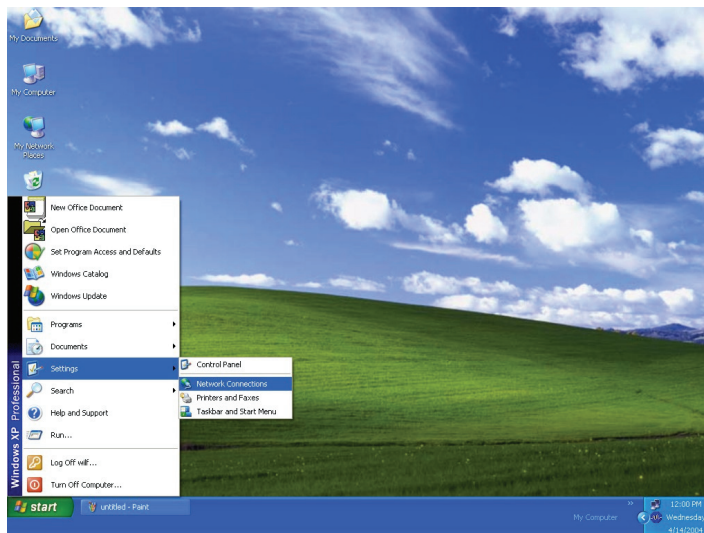 My Documents
My Computer
My Network
Places
New Office Document
Open Office Document
Set Program Access and Defaults
Windows Catalog
Windows Update
Programs
Documents
Settings
Search
Help and Support
Run...
Log Off wilf...
Turn Off Computer...
Windows XP Professional
Control Panel
Network Connections
Printers and Faxes
Taskbar and Start Menu
start
untitled - Paint
My Computer
»
12:00 PM
Wednesday
4/14/2004